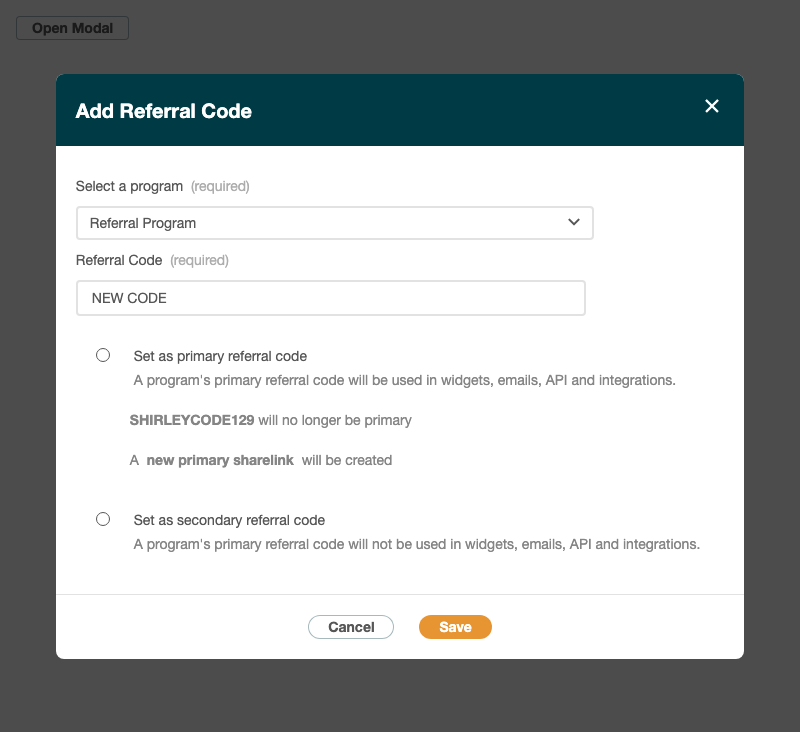 Open Modal
Add Referral Code
Select a program (required)
Referral Program
Referral Code (required)
NEW CODE
Set as primary referral code
A program's primary referral code will be used in widgets, emails, API and integrations.
SHIRLEYCODE129 will no longer be primary
A new primary sharelink will be created
Set as secondary referral code
A program's primary referral code will not be used in widgets, emails, API and integrations.
Cancel Save